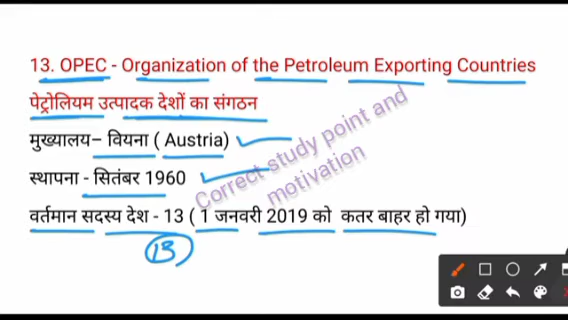 13. OPEC - Organization of the Petroleum Exporting Countries
पेट्रोलियम उत्पादक देशों का संगठन
मुख्यालय– वियना ( Austria)
स्थापना - सितंबर 1960
वर्तमान सदस्य देश - 13 ( 1 जनवरी 2019 को कतर बाहर हो गया)
13
Correct study point and
motivation